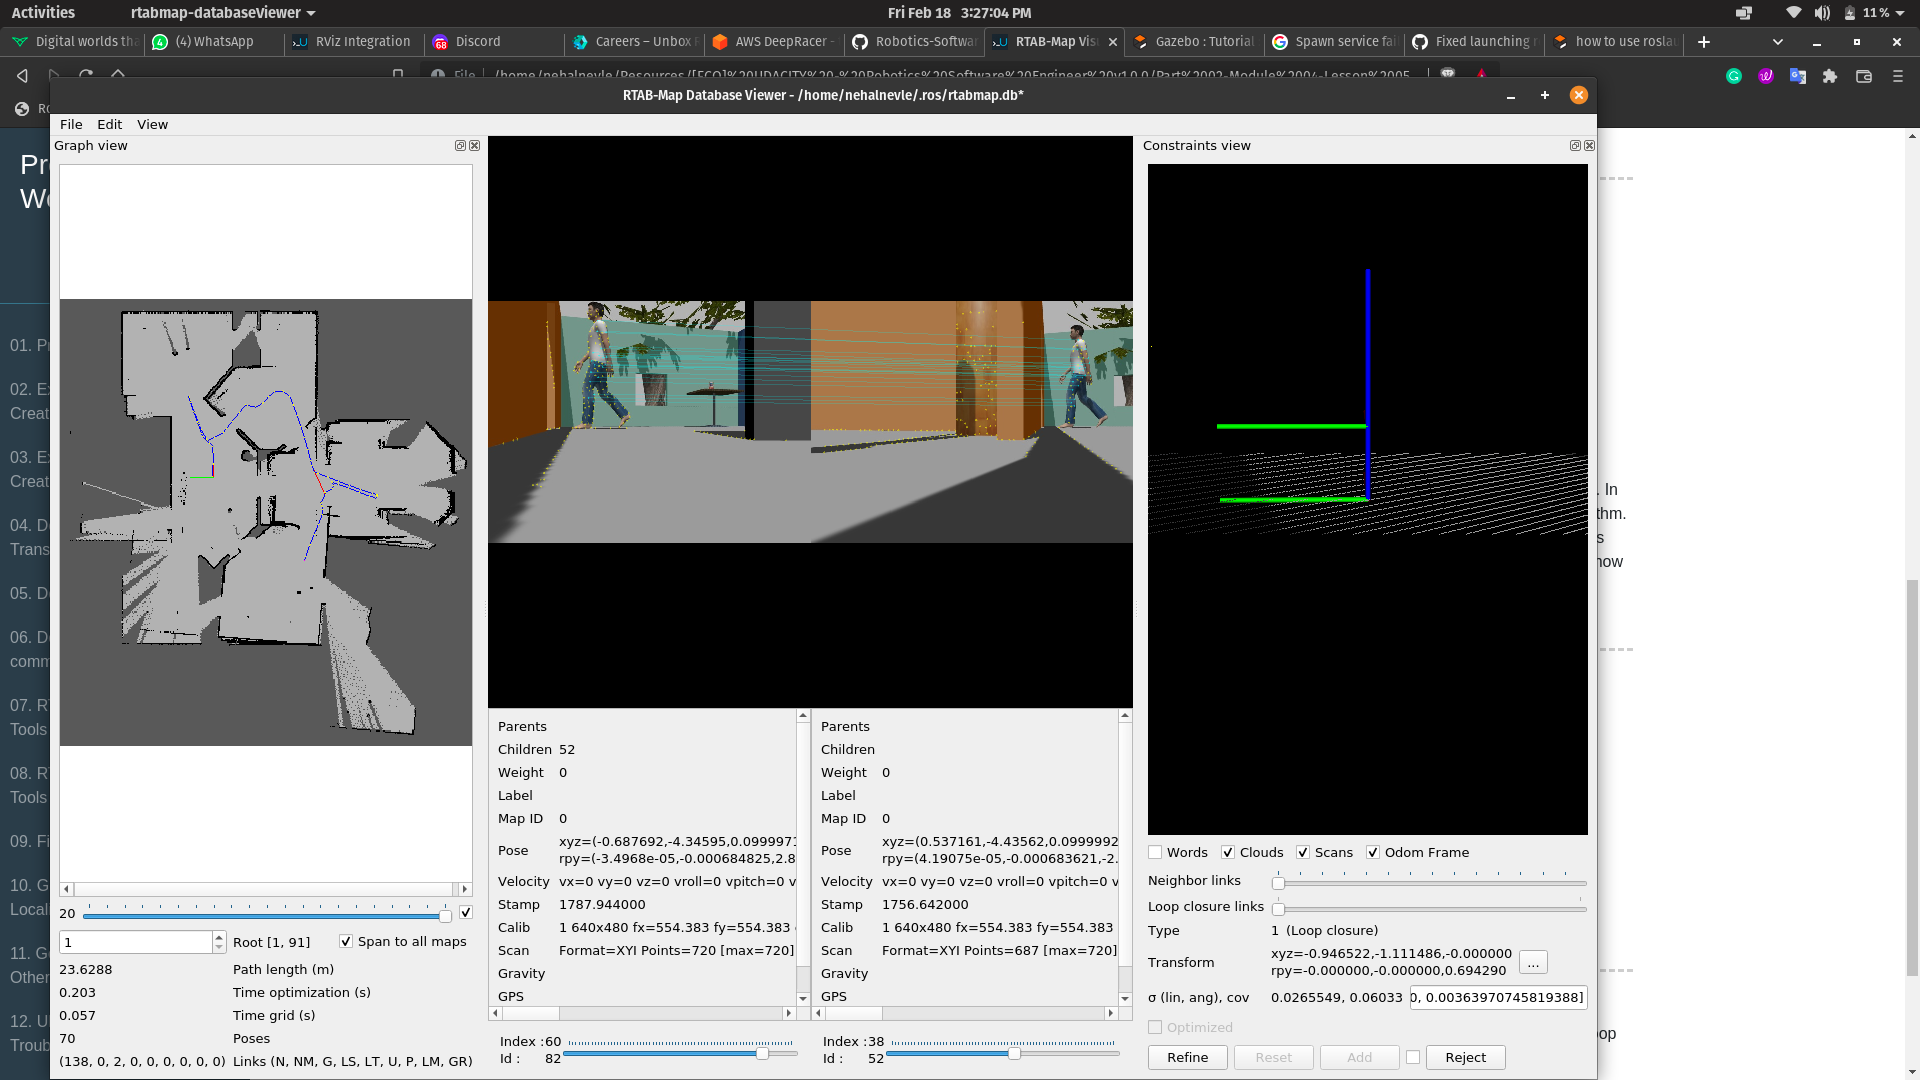 Activities
rtabmap-databaseViewer
Fri Feb 18 3:27:04 PM
11 %
Digital worlds tha
(4) WhatsApp
RViz Integration
Discord
Careers – Unbox
AWS DeepRacer -
Robotics-Softwar
RTAB-Map Vis
Gazebo : Tutorial
Spawn service fai
Fixed launching
how to use roslau
File
/home/nehalnevle/Resources/[FCO]%20UDACITY%20-%20Robotics%20Software%20Engineer%20v1.0.0/Part%2002-Module%2004-Lesson%2005
RTAB-Map Database Viewer - /home/nehalnevle/.ros/rtabmap.db*
File Edit View
Graph view
20
1
Root [1, 91]
Span to all maps
23.6288 Path length (m)
0.203 Time optimization (s)
0.057 Time grid (s)
70 Poses
(138, 0, 2, 0, 0, 0, 0, 0, 0) Links (N, NM, G, LS, LT, U, P, LM, GR)
Parents
Children 52
Weight 0
Label
Map ID 0
Pose xyz=(-0.687692,-4.34595,0.0999971
rpy=(-3.4968e-05,-0.000684825,2.8
Velocity vx=0 vy=0 vz=0 vroll=0 vpitch=0 v
Stamp 1787.944000
Calib 1 640x480 fx=554.383 fy=554.383
Scan Format=XYI Points=720 [max=720]
Gravity
GPS
Index :60
Id : 82
Parents
Children
Weight 0
Label
Map ID 0
Pose xyz=(0.537161,-4.43562,0.0999992
rpy=(4.19075e-05,-0.000683621,-2.
Velocity vx=0 vy=0 vz=0 vroll=0 vpitch=0 v
Stamp 1756.642000
Calib 1 640x480 fx=554.383 fy=554.383
Scan Format=XYI Points=687 [max=720]
Gravity
GPS
Index :38
Id : 52
Constraints view
Words Clouds Scans Odom Frame
Neighbor links
Loop closure links
Type 1 (Loop closure)
Transform xyz=-0.946522,-1.111486,-0.000000
rpy=-0.000000,-0.000000,0.694290
...
σ (lin, ang), cov 0.0265549, 0.06033 0, 0.00363970745819388]
Optimized
Refine Reset Add Reject
Pr
Wo
01. Pr
02. Ex
Creat
03. Ex
Creat
04. D
Trans
05. D
06. D
comm
07. RT
Tools
08. RT
Tools
09. Fi
10. G
Locali
11. G
Other
12. U
Troub
. In
thm.
s
now
oop